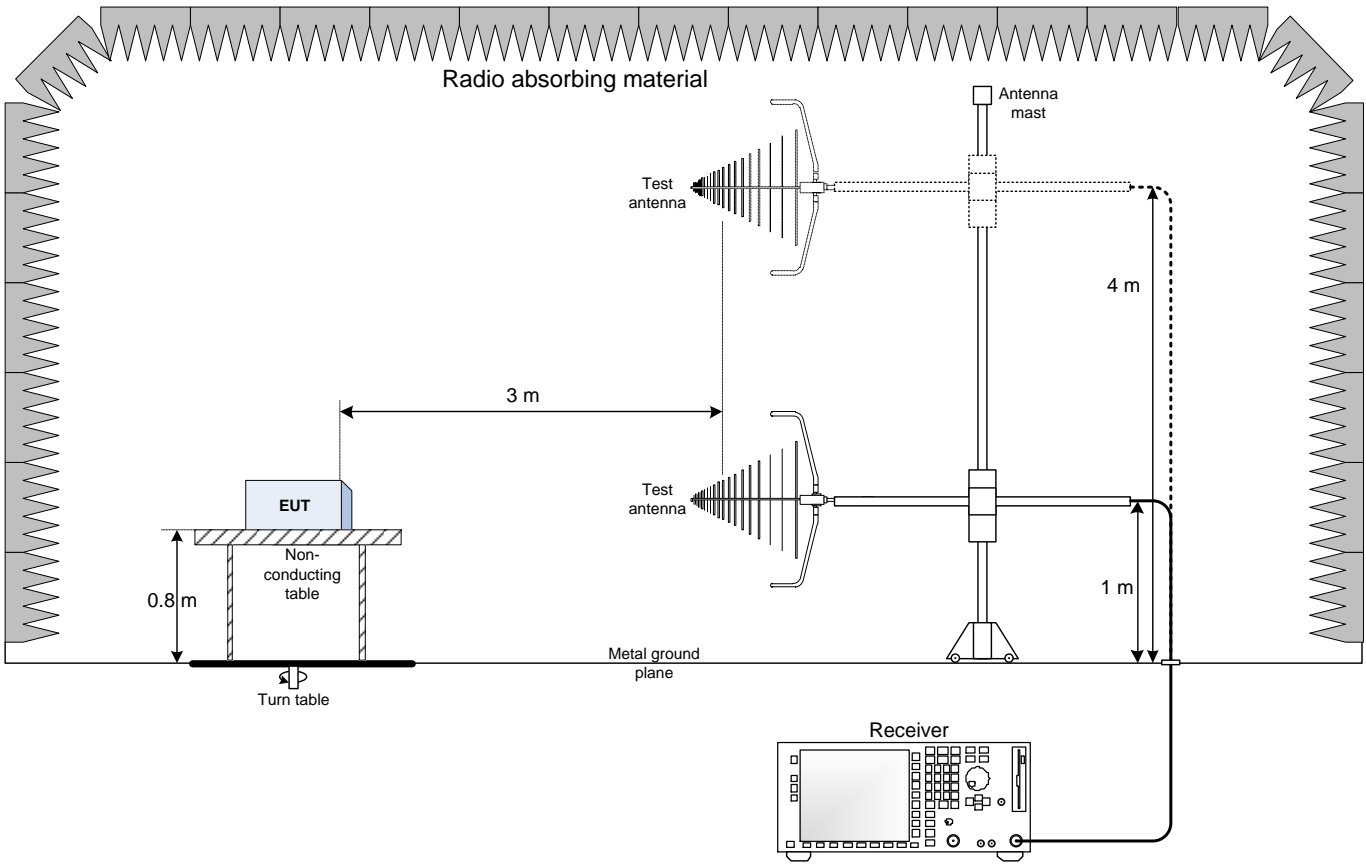 Radio absorbing material
Antenna
mast
Test
antenna
4 m
3 m
Test
antenna
EUT
Non-
conducting
table
0.8 m
1 m
Metal ground
plane
Turn table
Receiver